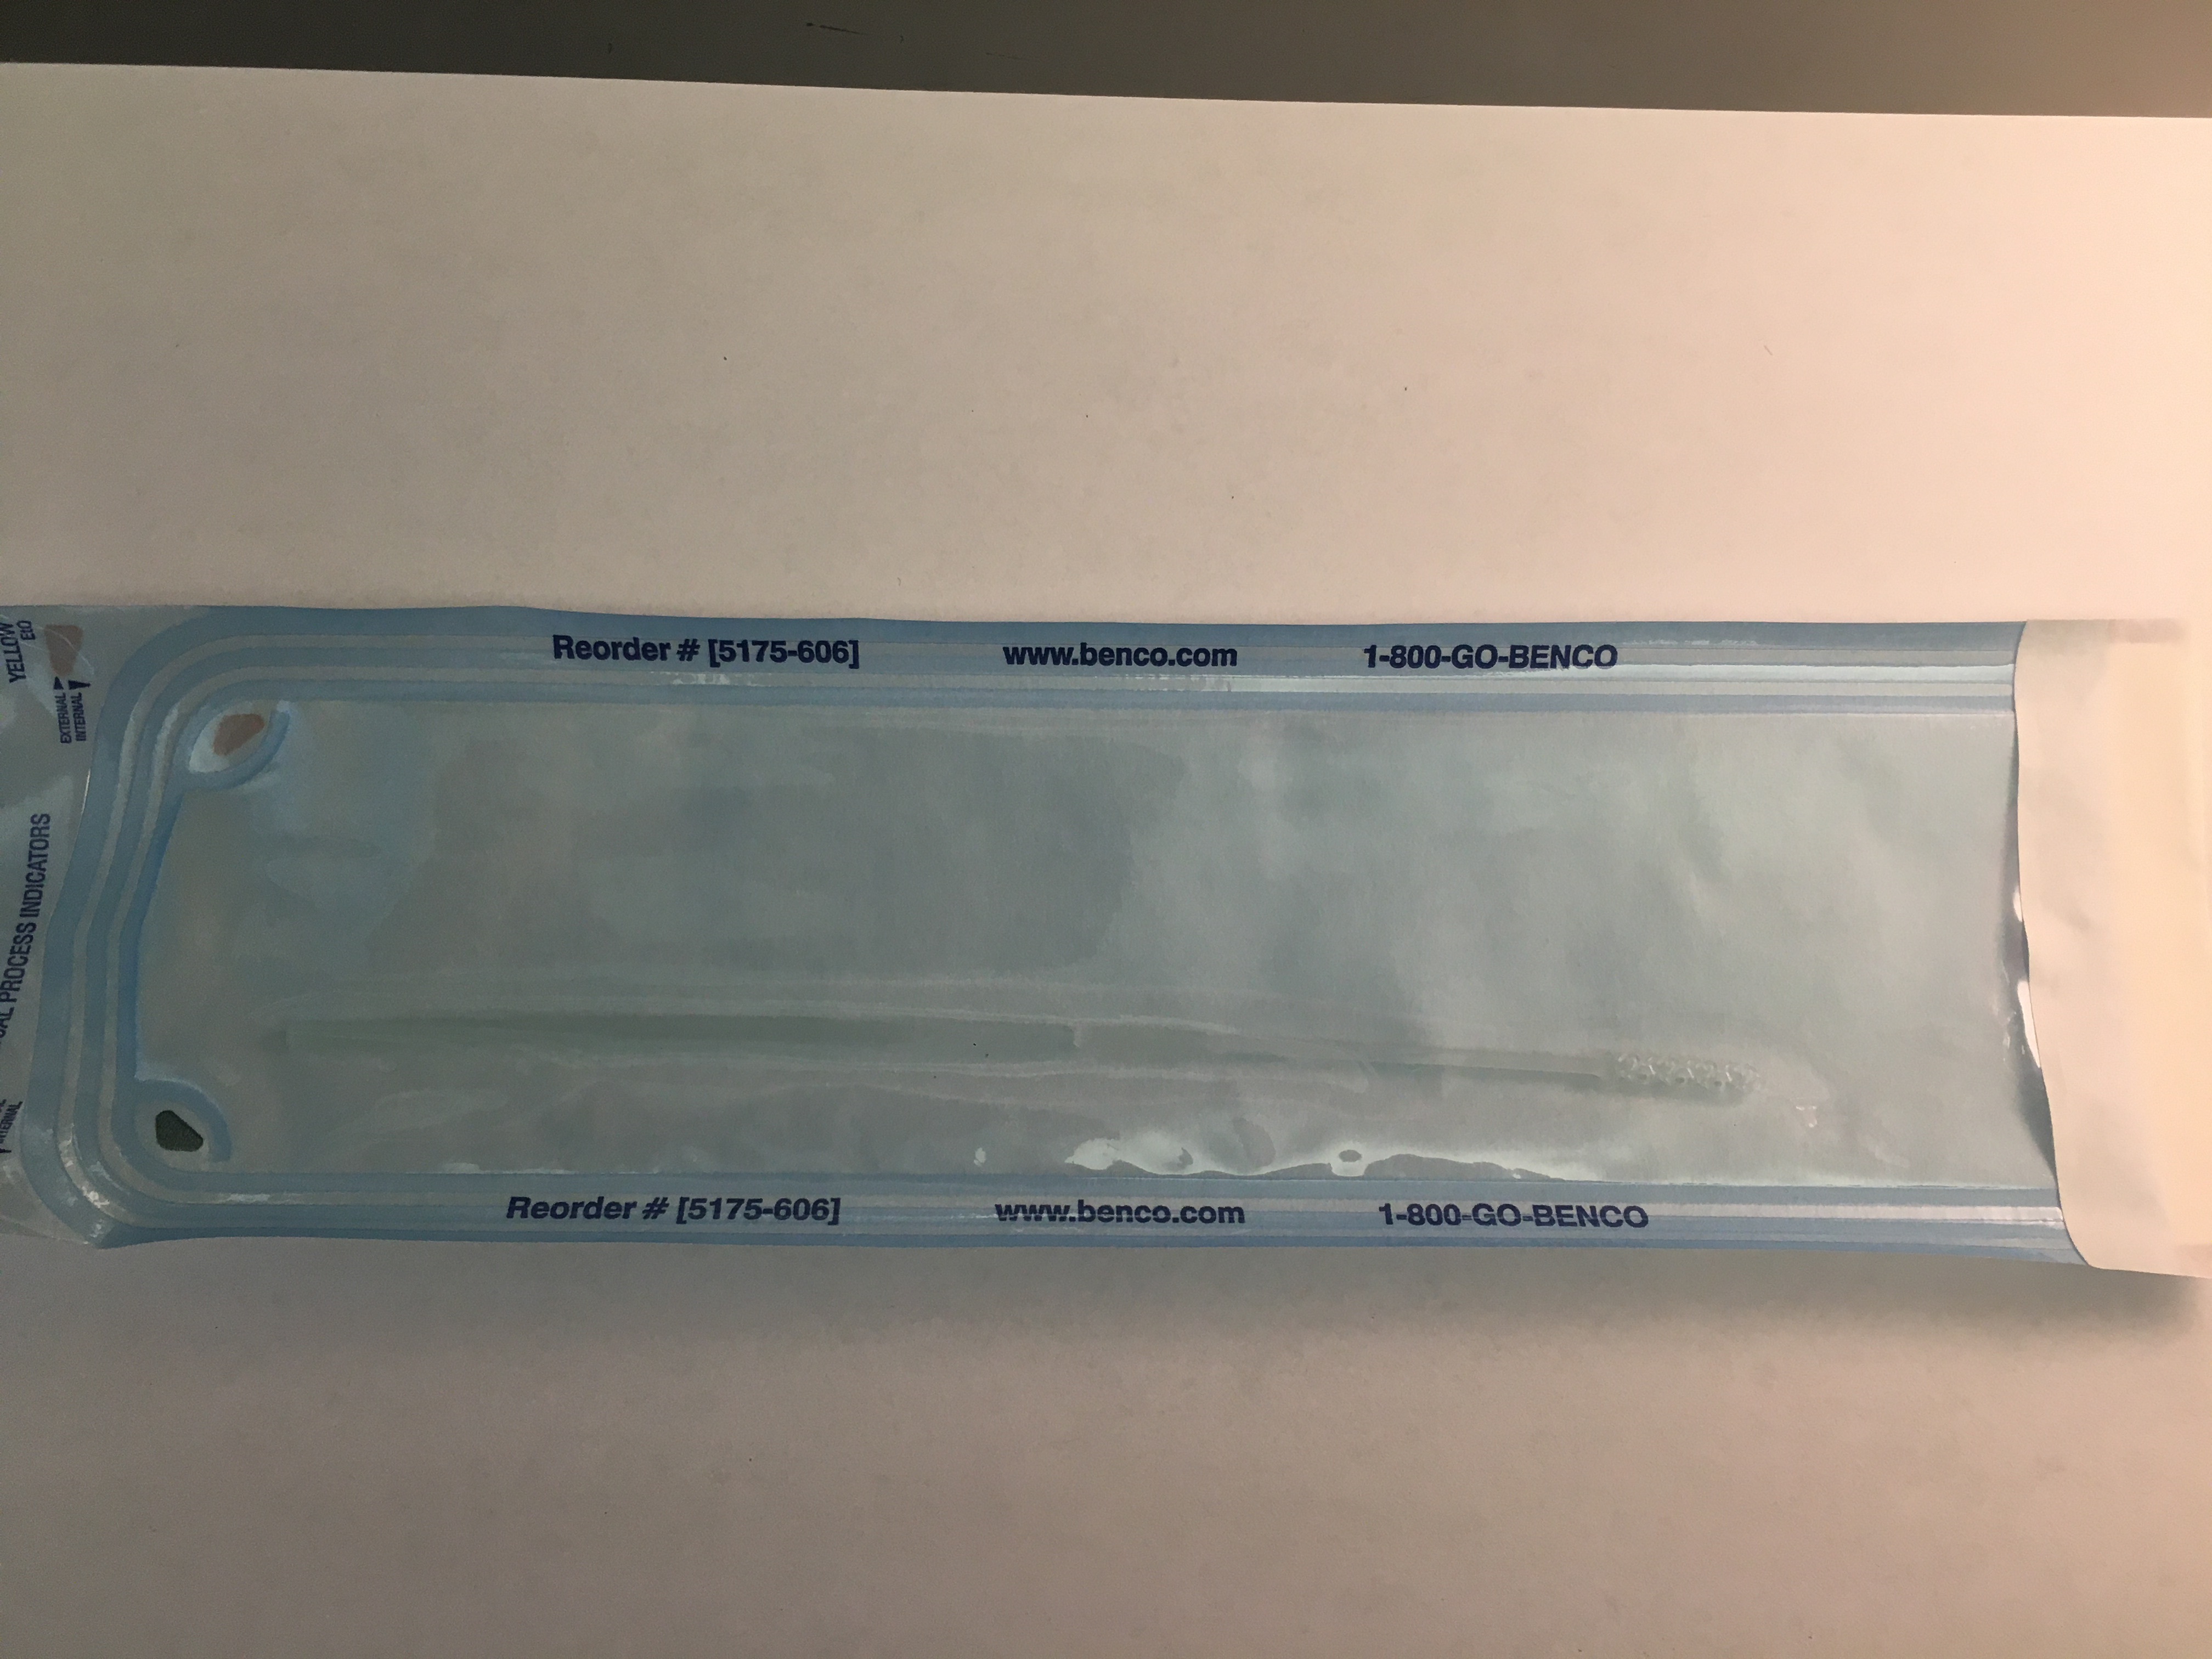 Reorder # [5175-606] www.benco.com 1-800-GO-BENCO
YELLOW
EtO
EXTERNAL
INTERNAL
PROCESS INDICATORS
Reorder # [5175-606] www.benco.com 1-800-GO-BENCO